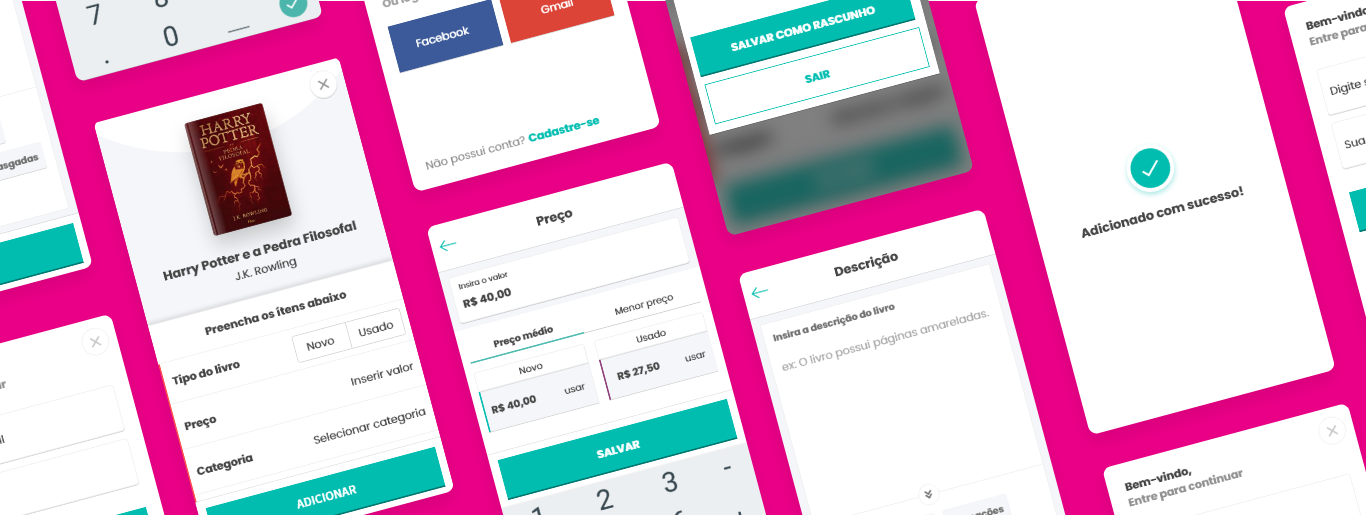 7
0
.
asgadas
HARRY
POTTER
PEDRA
FILOSOFAL
J.K. ROWLING
Harry Potter e a Pedra Filosofal
J.K. Rowling
Preencha os ítens abaixo
Tipo do livro
Novo
Usado
Preço
Inserir valor
Categoria
Selecionar categoria
ADICIONAR
Facebook
Gmail
Não possui conta? Cadastre-se
Preço
Insira o valor
R$ 40,00
Preço médio
Menor preço
Novo
Usado
R$ 40,00
usar
R$ 27,50
usar
SALVAR
1
2
3
-
SALVAR COMO RASCUNHO
SAIR
Descrição
Insira a descrição do livro
ex: O livro possui páginas amareladas.
Adicionado com sucesso!
Bem-vindo
Entre para
Digite
Sua
Bem-vindo,
Entre para continuar